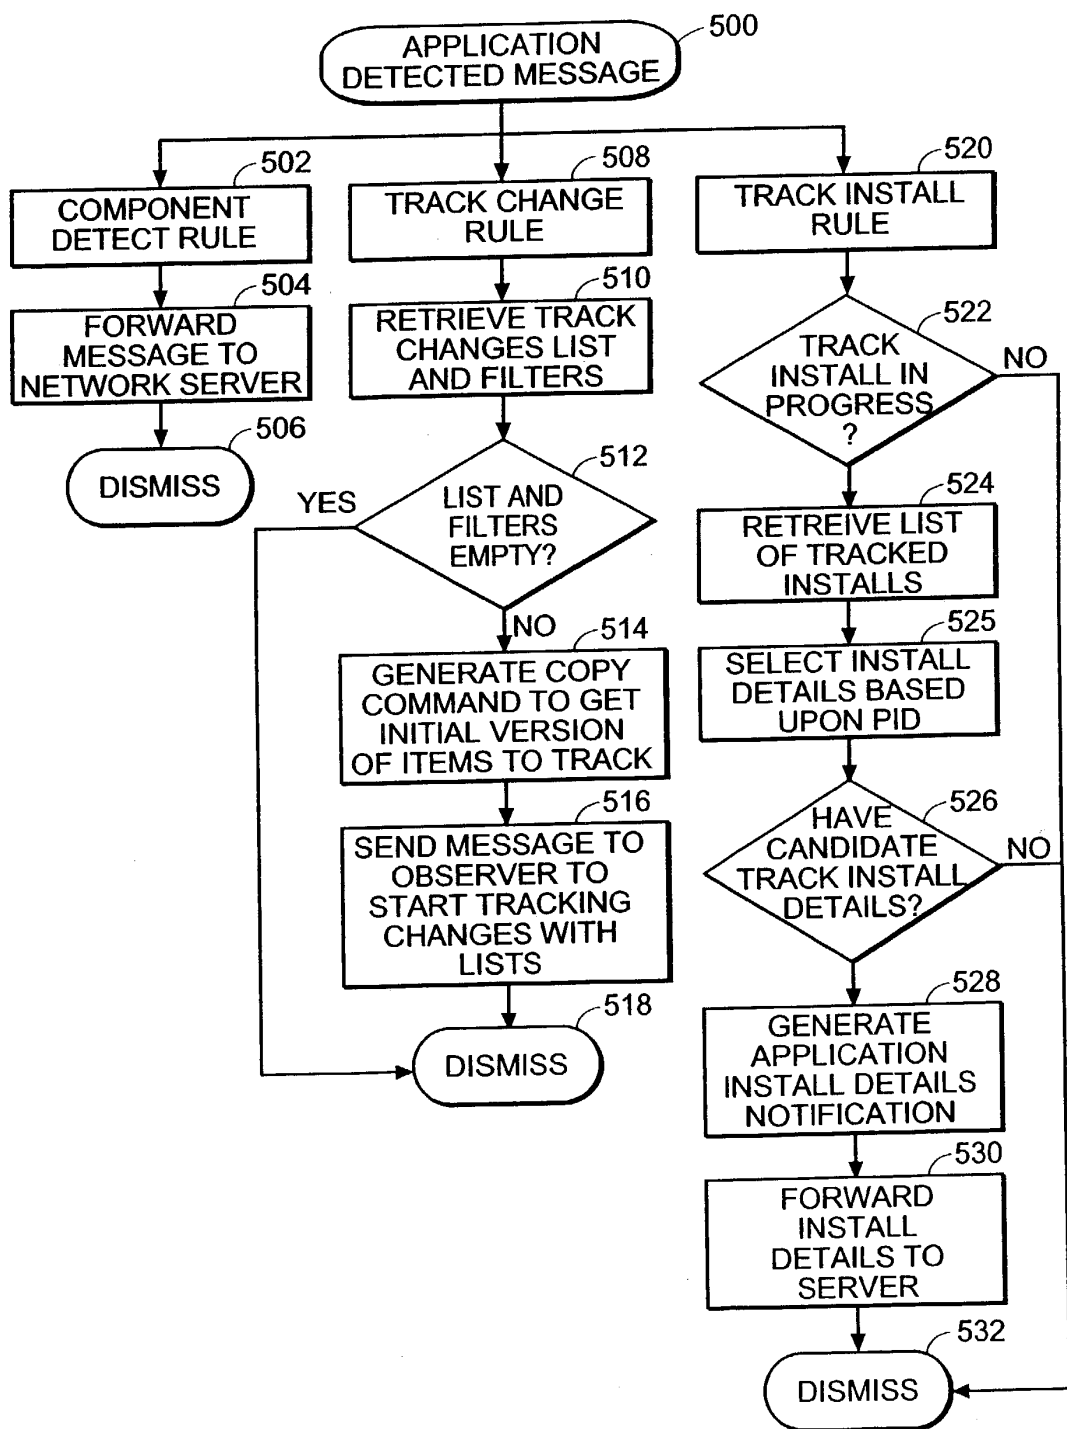 500
APPLICATION
DETECTED MESSAGE
502
COMPONENT
DETECT RULE
504
FORWARD
MESSAGE TO
NETWORK SERVER
506
DISMISS
508
TRACK CHANGE
RULE
510
RETRIEVE TRACK
CHANGES LIST
AND FILTERS
512
LIST AND
FILTERS
EMPTY?
YES
NO
514
GENERATE COPY
COMMAND TO GET
INITIAL VERSION
OF ITEMS TO TRACK
516
SEND MESSAGE TO
OBSERVER TO
START TRACKING
CHANGES WITH
LISTS
518
DISMISS
520
TRACK INSTALL
RULE
522
TRACK
INSTALL IN
PROGRESS
?
NO
524
RETREIVE LIST
OF TRACKED
INSTALLS
525
SELECT INSTALL
DETAILS BASED
UPON PID
526
HAVE
CANDIDATE
TRACK INSTALL
DETAILS?
NO
528
GENERATE
APPLICATION
INSTALL DETAILS
NOTIFICATION
530
FORWARD
INSTALL
DETAILS TO
SERVER
532
DISMISS